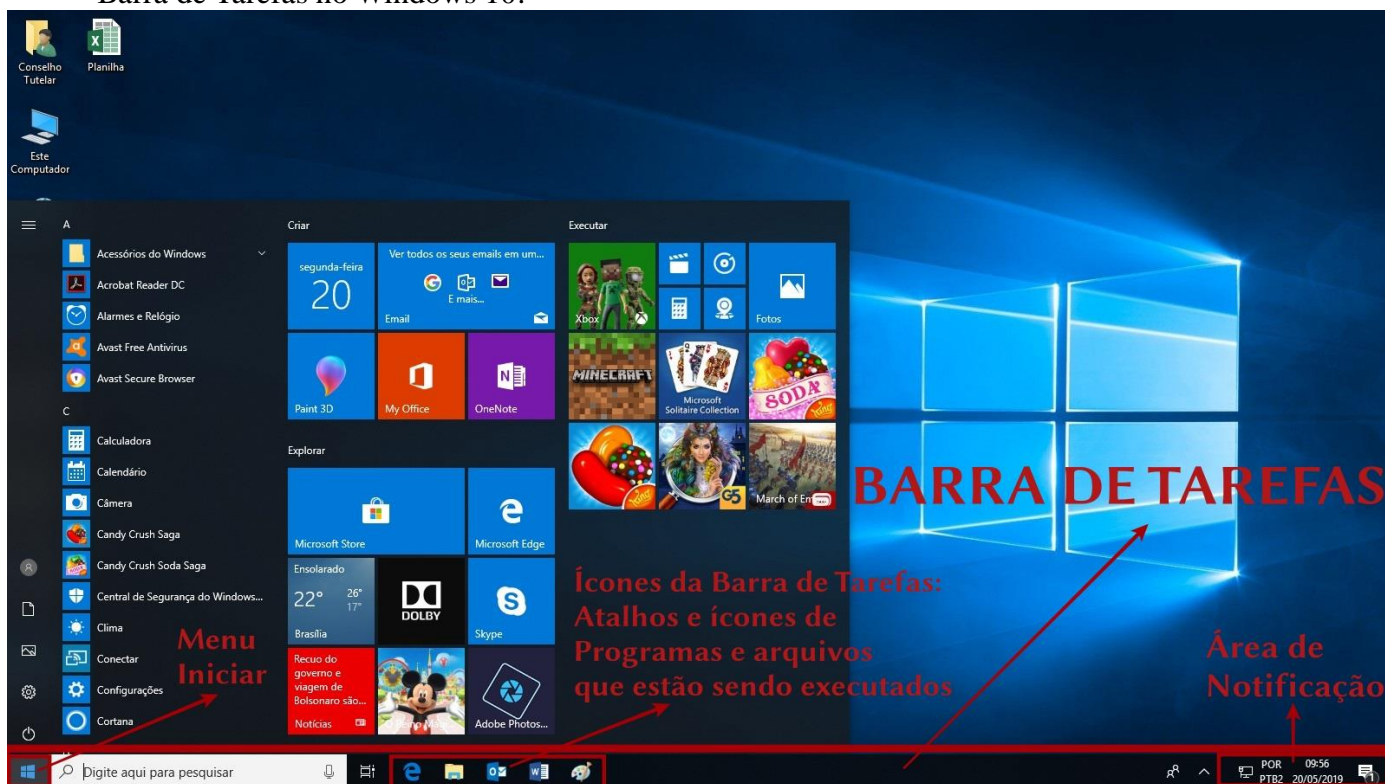 Barra de Tarefas no Windows 10:
Conselho
Tutelar
Planilha
Este
Computador
A
Acessórios do Windows
Acrobat Reader DC
Alarmes e Relógio
Avast Free Antivirus
Avast Secure Browser
C
Calculadora
Calendário
Câmera
Candy Crush Saga
Candy Crush Soda Saga
Central de Segurança do Windows...
Clima
Conectar
Configurações
Cortana
Criar
segunda-feira
20
Ver todos os seus emails em um...
E mais...
Email
Paint 3D
My Office
OneNote
Explorar
Microsoft Store
Microsoft Edge
Ensolarado
22°
26°
17°
Brasília
DOLBY
Skype
Recuo do
governo e
viagem de
Bolsonaro são...
Notícias
Adobe Photos...
Executar
Xbox
Fotos
MINECRAFT
Microsoft
Solitaire Collection
SODA
King
King
G5
March of Em
BARRA DE TAREFAS
Ícones da Barra de Tarefas:
Atalhos e ícones de
Programas e arquivos
que estão sendo executados
Menu
Iniciar
Área de
Notificação
Digite aqui para pesquisar
POR
PTB2
09:56
20/05/2019
1